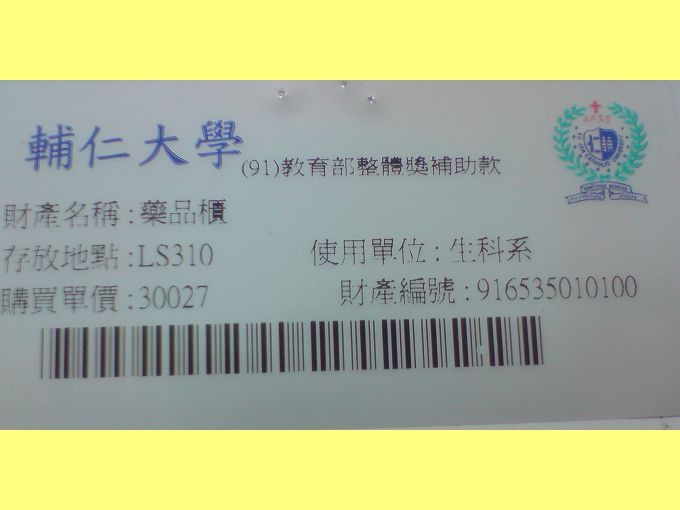 輔仁大學 (91)教育部整體獎補助款
財產名稱:藥品櫃
存放地點:LS310 使用單位:生科系
購買單價:30027 財產編號:916535010100